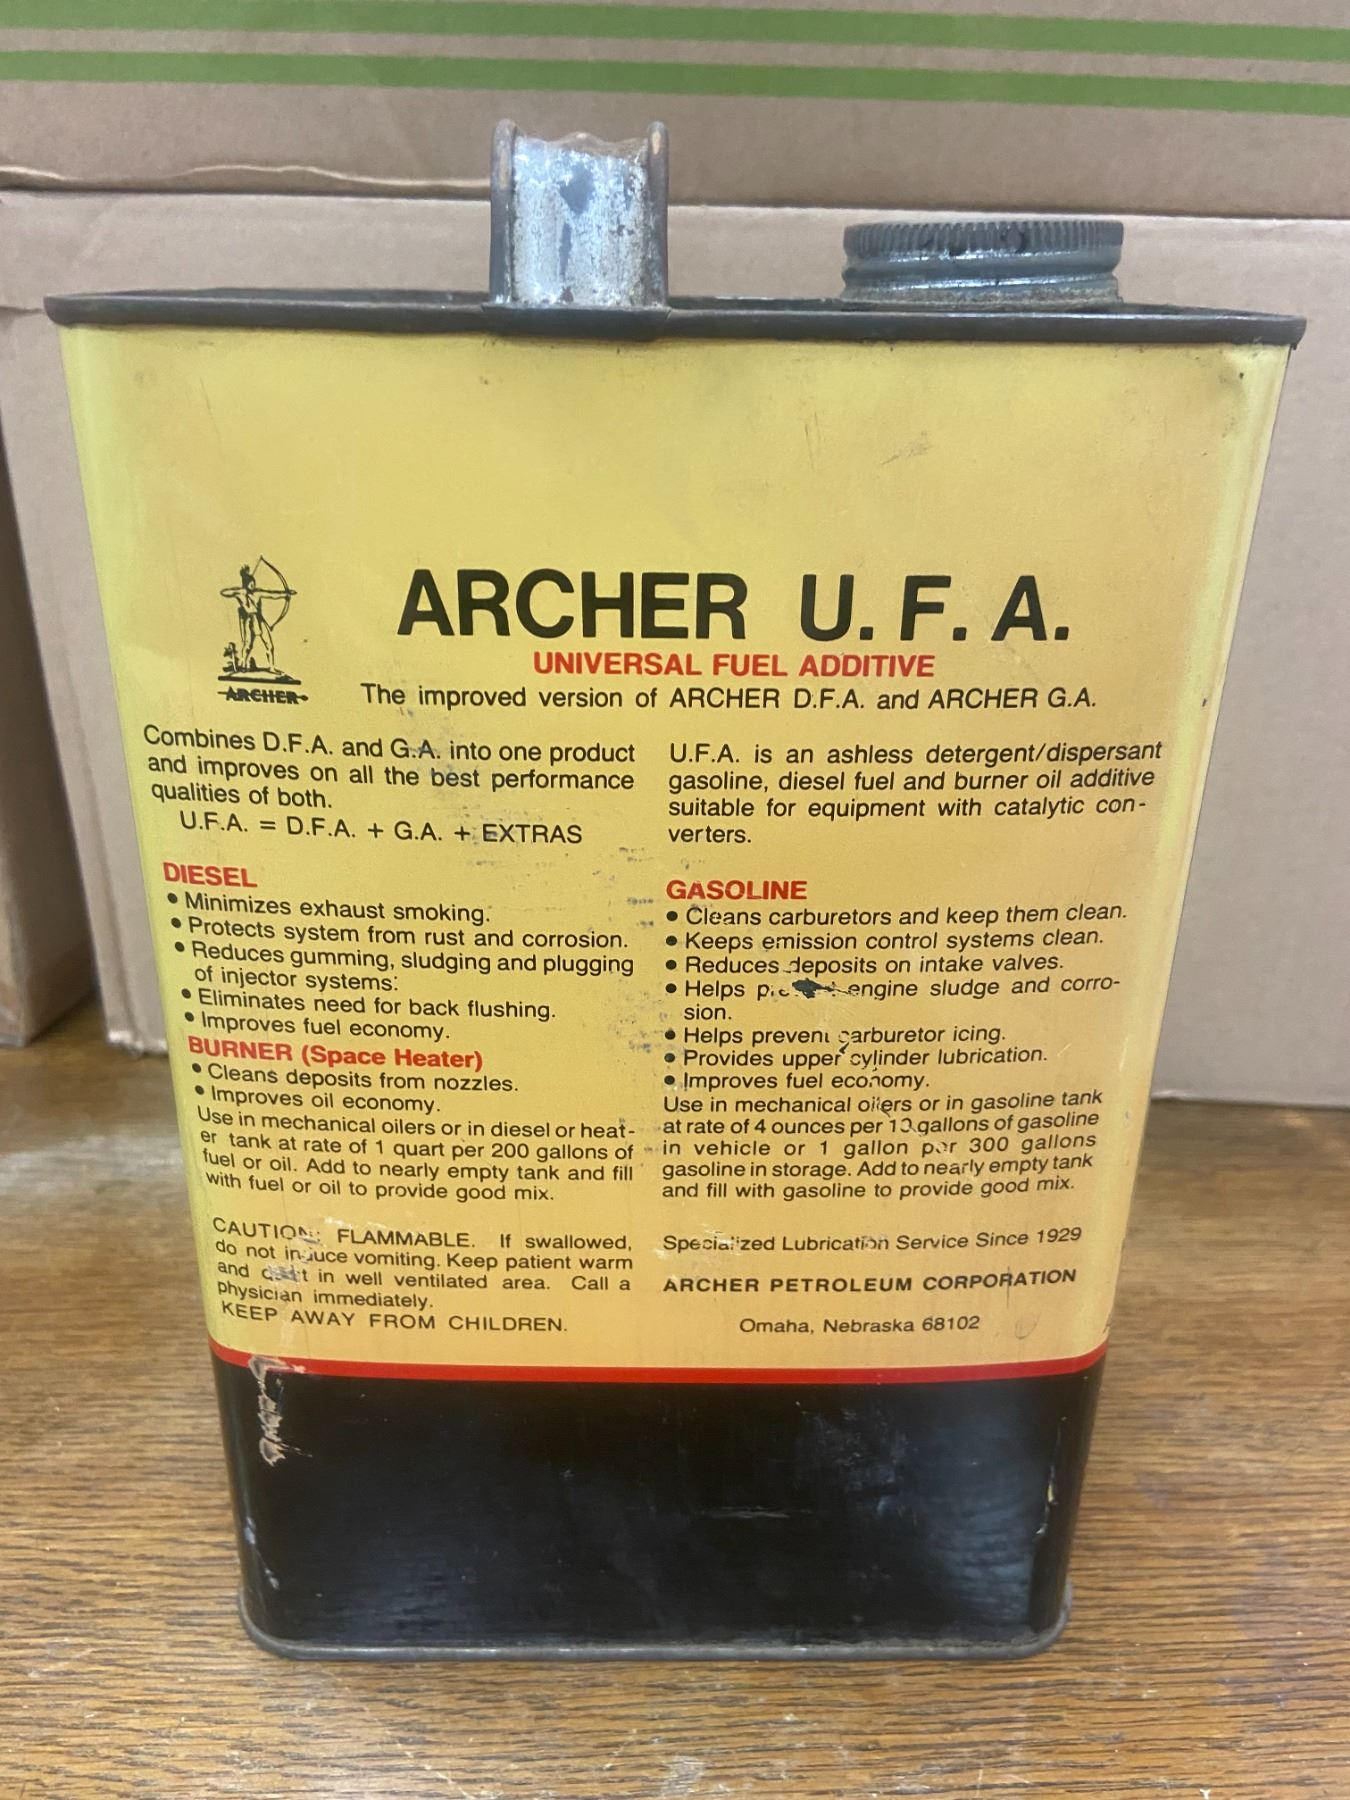 ARCHER
ARCHER U. F. A.
UNIVERSAL FUEL ADDITIVE
The improved version of ARCHER D.F.A. and ARCHER G.A.
Combines D.F.A. and G.A. into one product
and improves on all the best performance
qualities of both.
U.F.A. = D.F.A. + G.A. + EXTRAS
DIESEL
• Minimizes exhaust smoking.
• Protects system from rust and corrosion.
• Reduces gumming, sludging and plugging
of injector systems:
• Eliminates need for back flushing.
• Improves fuel economy.
BURNER (Space Heater)
• Cleans deposits from nozzles.
• Improves oil economy.
Use in mechanical oilers or in diesel or heat-
er tank at rate of 1 quart per 200 gallons of
fuel or oil. Add to nearly empty tank and fill
with fuel or oil to provide good mix.
CAUTION: FLAMMABLE. If swallowed,
do not induce vomiting. Keep patient warm
and in well ventilated area. Call a
physician immediately.
KEEP AWAY FROM CHILDREN.
U.F.A. is an ashless detergent/dispersant
gasoline, diesel fuel and burner oil additive
suitable for equipment with catalytic con-
verters.
GASOLINE
• Cleans carburetors and keep them clean.
• Keeps emission control systems clean.
• Reduces deposits on intake valves.
• Helps engine sludge and corro-
sion.
• Helps prevent carburetor icing.
• Provides upper cylinder lubrication.
• Improves fuel economy.
Use in mechanical oilers or in gasoline tank
at rate of 4 ounces per 10 gallons of gasoline
in vehicle or 1 gallon per 300 gallons
gasoline in storage. Add to nearly empty tank
and fill with gasoline to provide good mix.
Specialized Lubrication Service Since 1929
ARCHER PETROLEUM CORPORATION
Omaha, Nebraska 68102